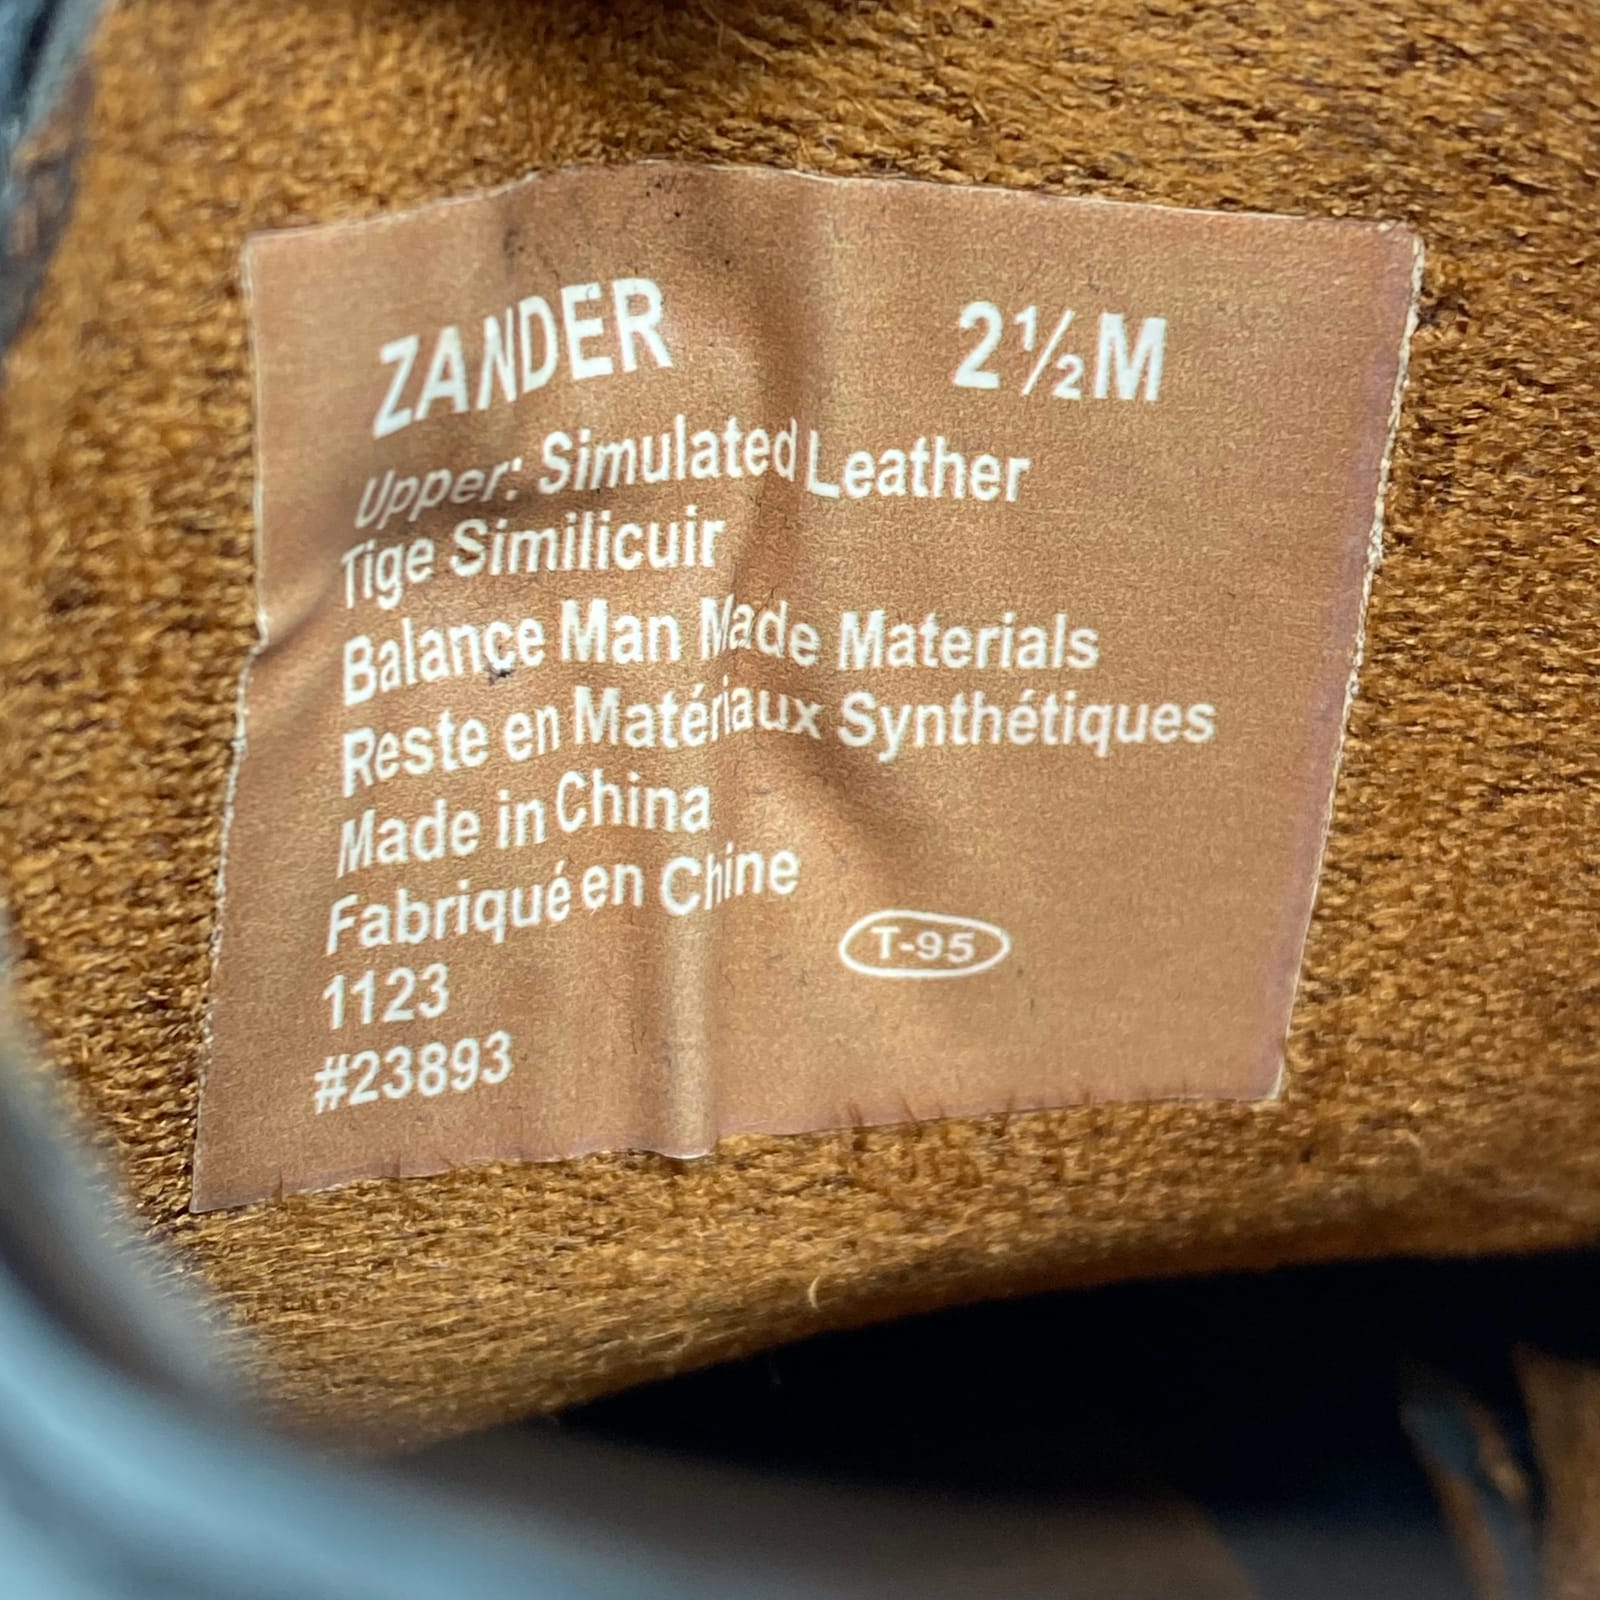 ZANDER 2½M
Upper: Simulated Leather
Tige Similicuir
Balance Man Made Materials
Reste en Matériaux Synthétiques
Made in China
Fabriqué en Chine
T-95
1123
#23893